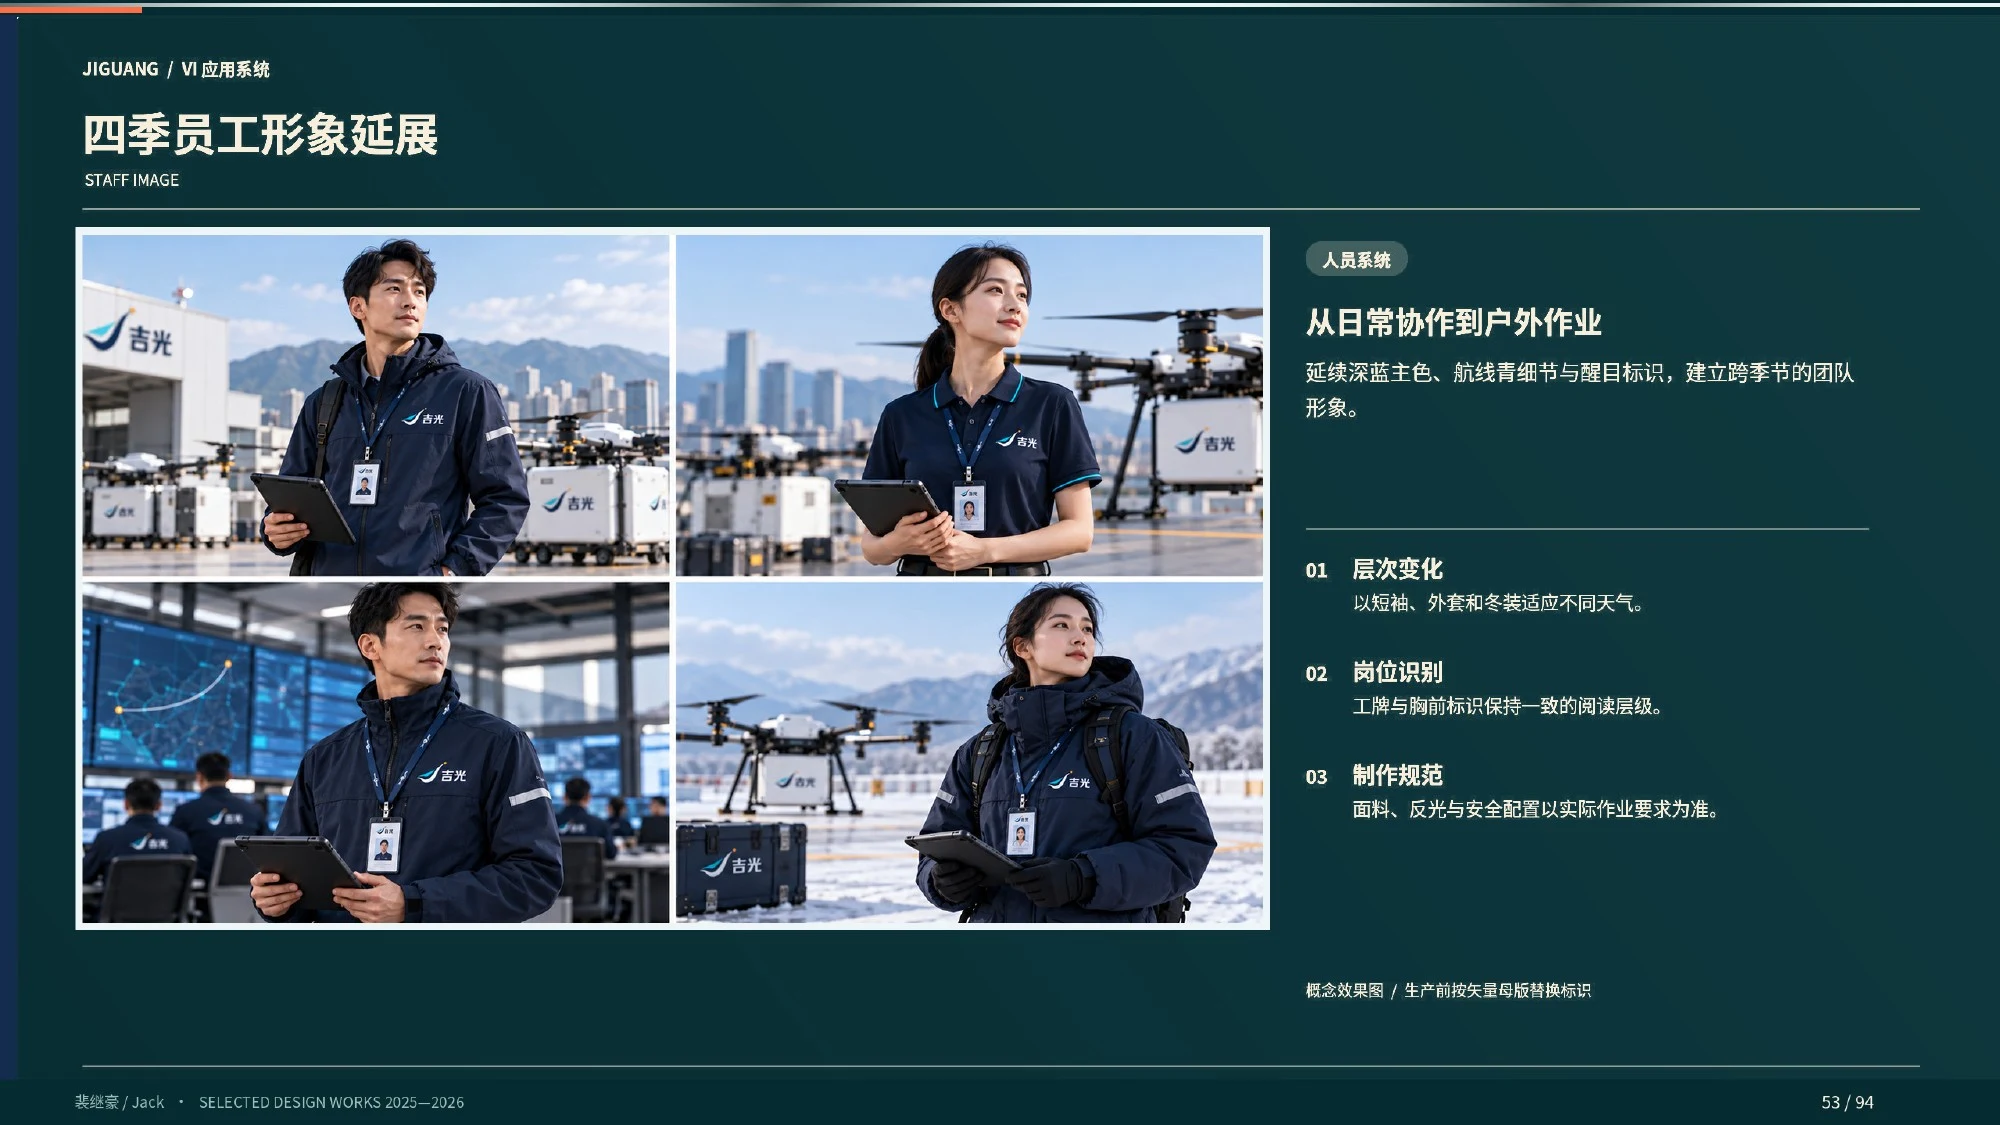 JIGUANG / VI 应用系统
四季员工形象延展
STAFF IMAGE
吉光
吉光
吉光
吉光
吉光
吉光
吉光
吉光
吉光
吉光
吉光
吉光
人员系统
从日常协作到户外作业
延续深蓝主色、航线青细节与醒目标识，建立跨季节的团队
形象。
01 层次变化
以短袖、外套和冬装适应不同天气。
02 岗位识别
工牌与胸前标识保持一致的阅读层级。
03 制作规范
面料、反光与安全配置以实际作业要求为准。
概念效果图 / 生产前按矢量母版替换标识
裴继豪 / Jack · SELECTED DESIGN WORKS 2025—2026
53 / 94